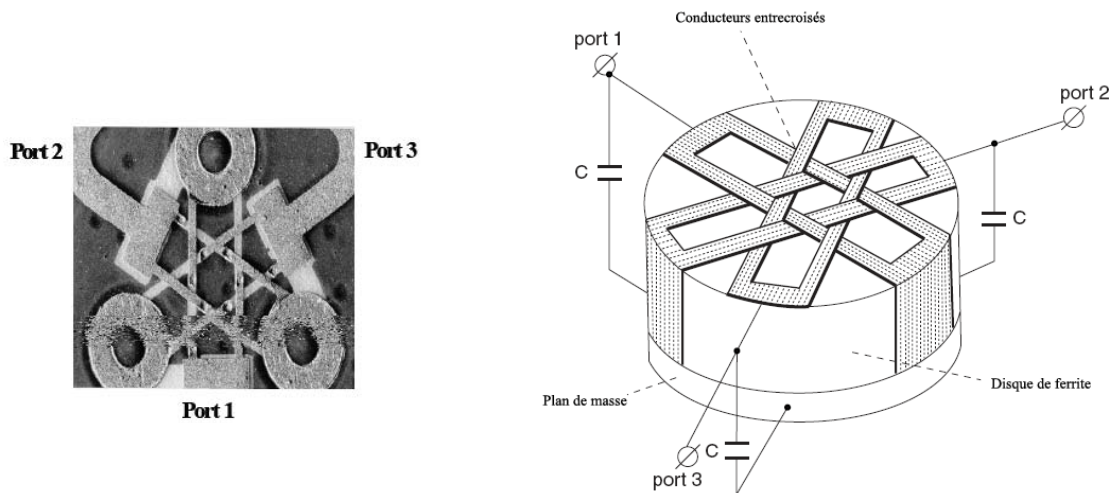 Port 2
Port 3
Port 1
Conducteurs entrecroisés
port 1
port 2
C
C
Disque de ferrite
Plan de masse
C
port 3